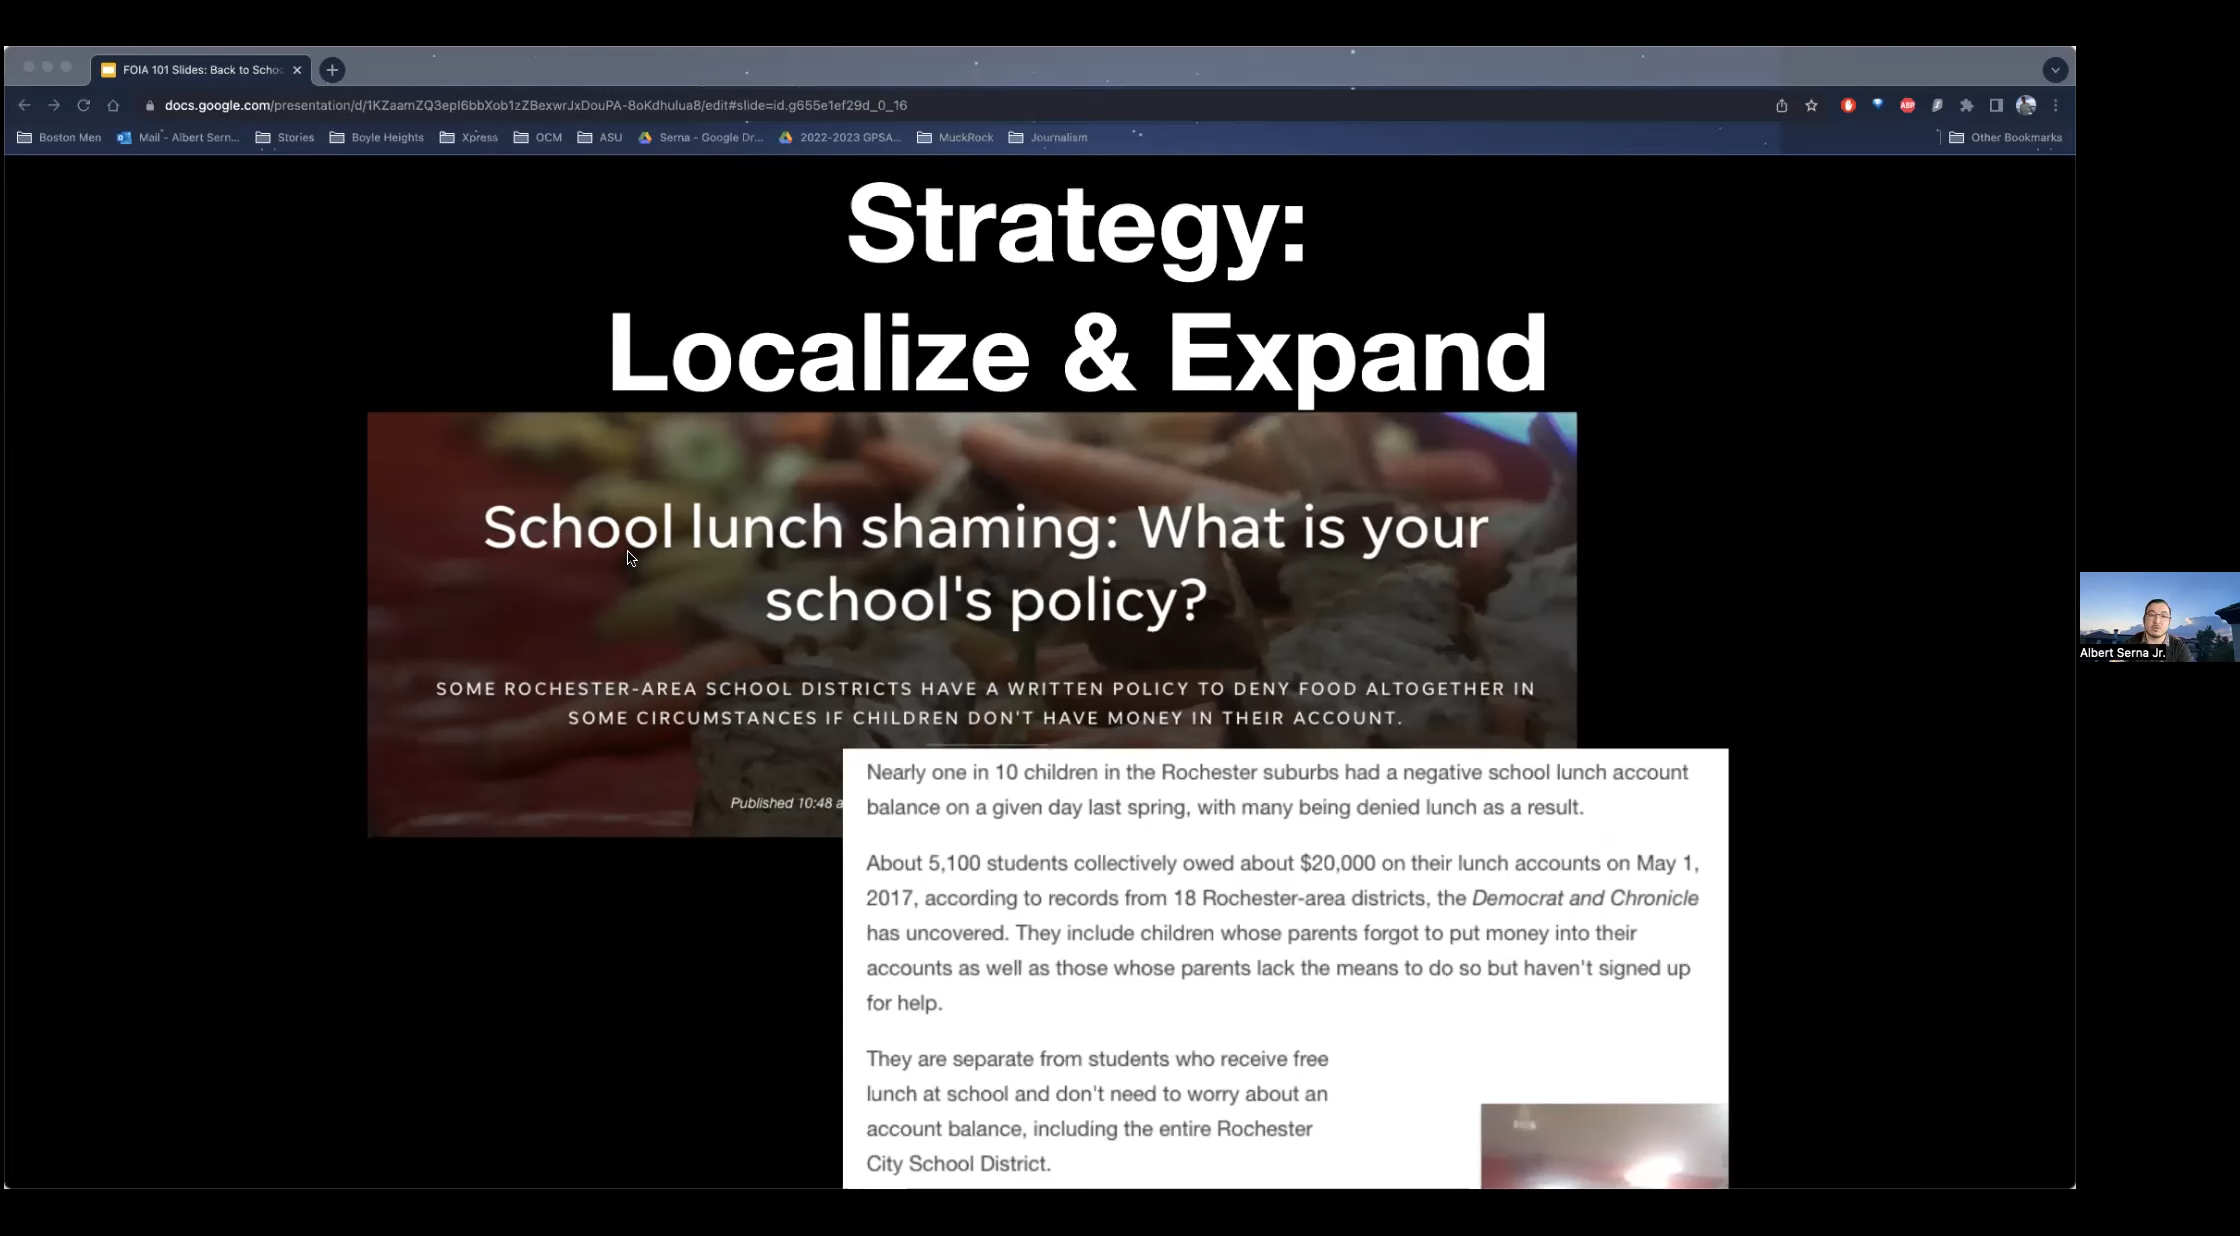 FOIA 101 Slides: Back to Schoo
docs.google.com/presentation/d/1KZaamZQ3epI6bbXob1zZBexwrJxDouPA-8oKdhulua8/edit#slide=id.g655e1ef29d_0_16
ABP
Boston Men
Mail - Albert Sern...
Stories
Boyle Heights
Xpress
OCM
ASU
Serna - Google Dr...
2022-2023 GPSA...
MuckRock
Journalism
Other Bookmarks
Strategy:
Localize & Expand
School lunch shaming: What is your
school's policy?
SOME ROCHESTER-AREA SCHOOL DISTRICTS HAVE A WRITTEN POLICY TO DENY FOOD ALTOGETHER IN
SOME CIRCUMSTANCES IF CHILDREN DON'T HAVE MONEY IN THEIR ACCOUNT.
Published 10:48 a
Nearly one in 10 children in the Rochester suburbs had a negative school lunch account
balance on a given day last spring, with many being denied lunch as a result.
About 5,100 students collectively owed about $20,000 on their lunch accounts on May 1,
2017, according to records from 18 Rochester-area districts, the Democrat and Chronicle
has uncovered. They include children whose parents forgot to put money into their
accounts as well as those whose parents lack the means to do so but haven't signed up
for help.
They are separate from students who receive free
lunch at school and don't need to worry about an
account balance, including the entire Rochester
City School District.
Albert Serna Jr.